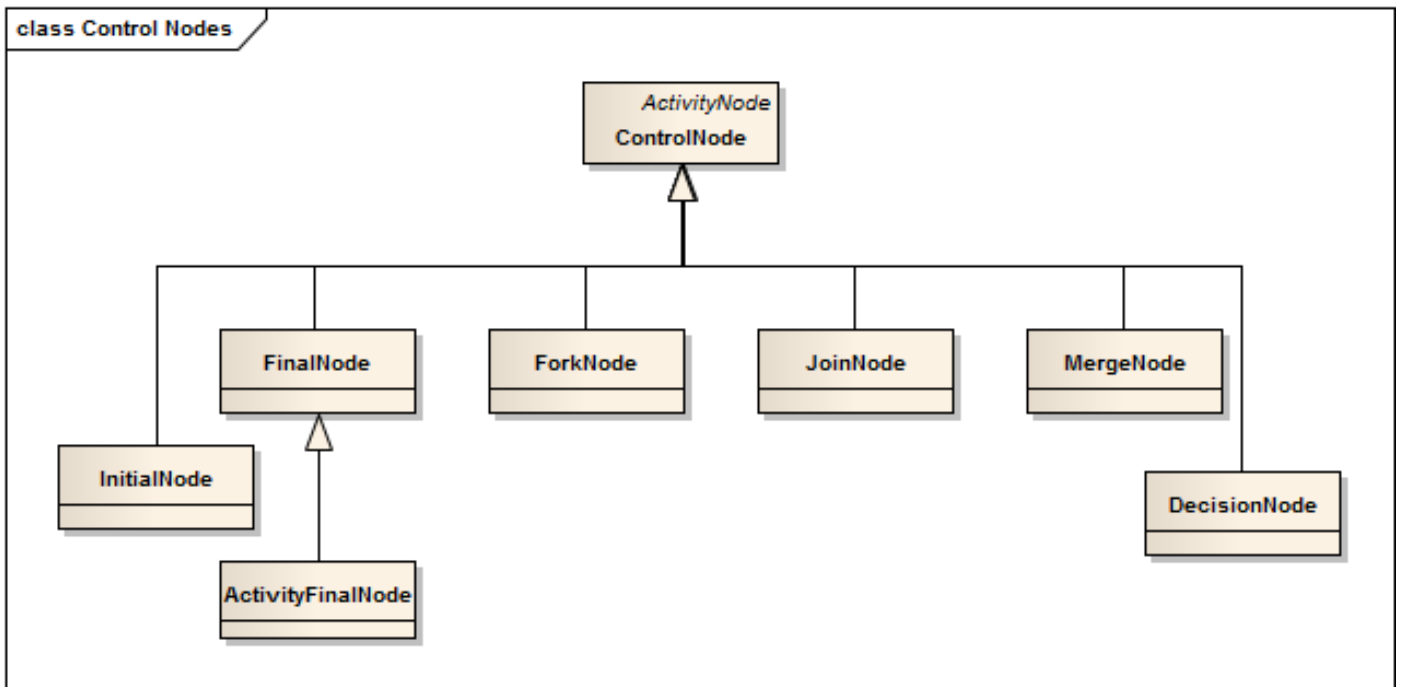 class Control Nodes
ActivityNode
ControlNode
FinalNode
ForkNode
JoinNode
MergeNode
InitialNode
DecisionNode
ActivityFinalNode